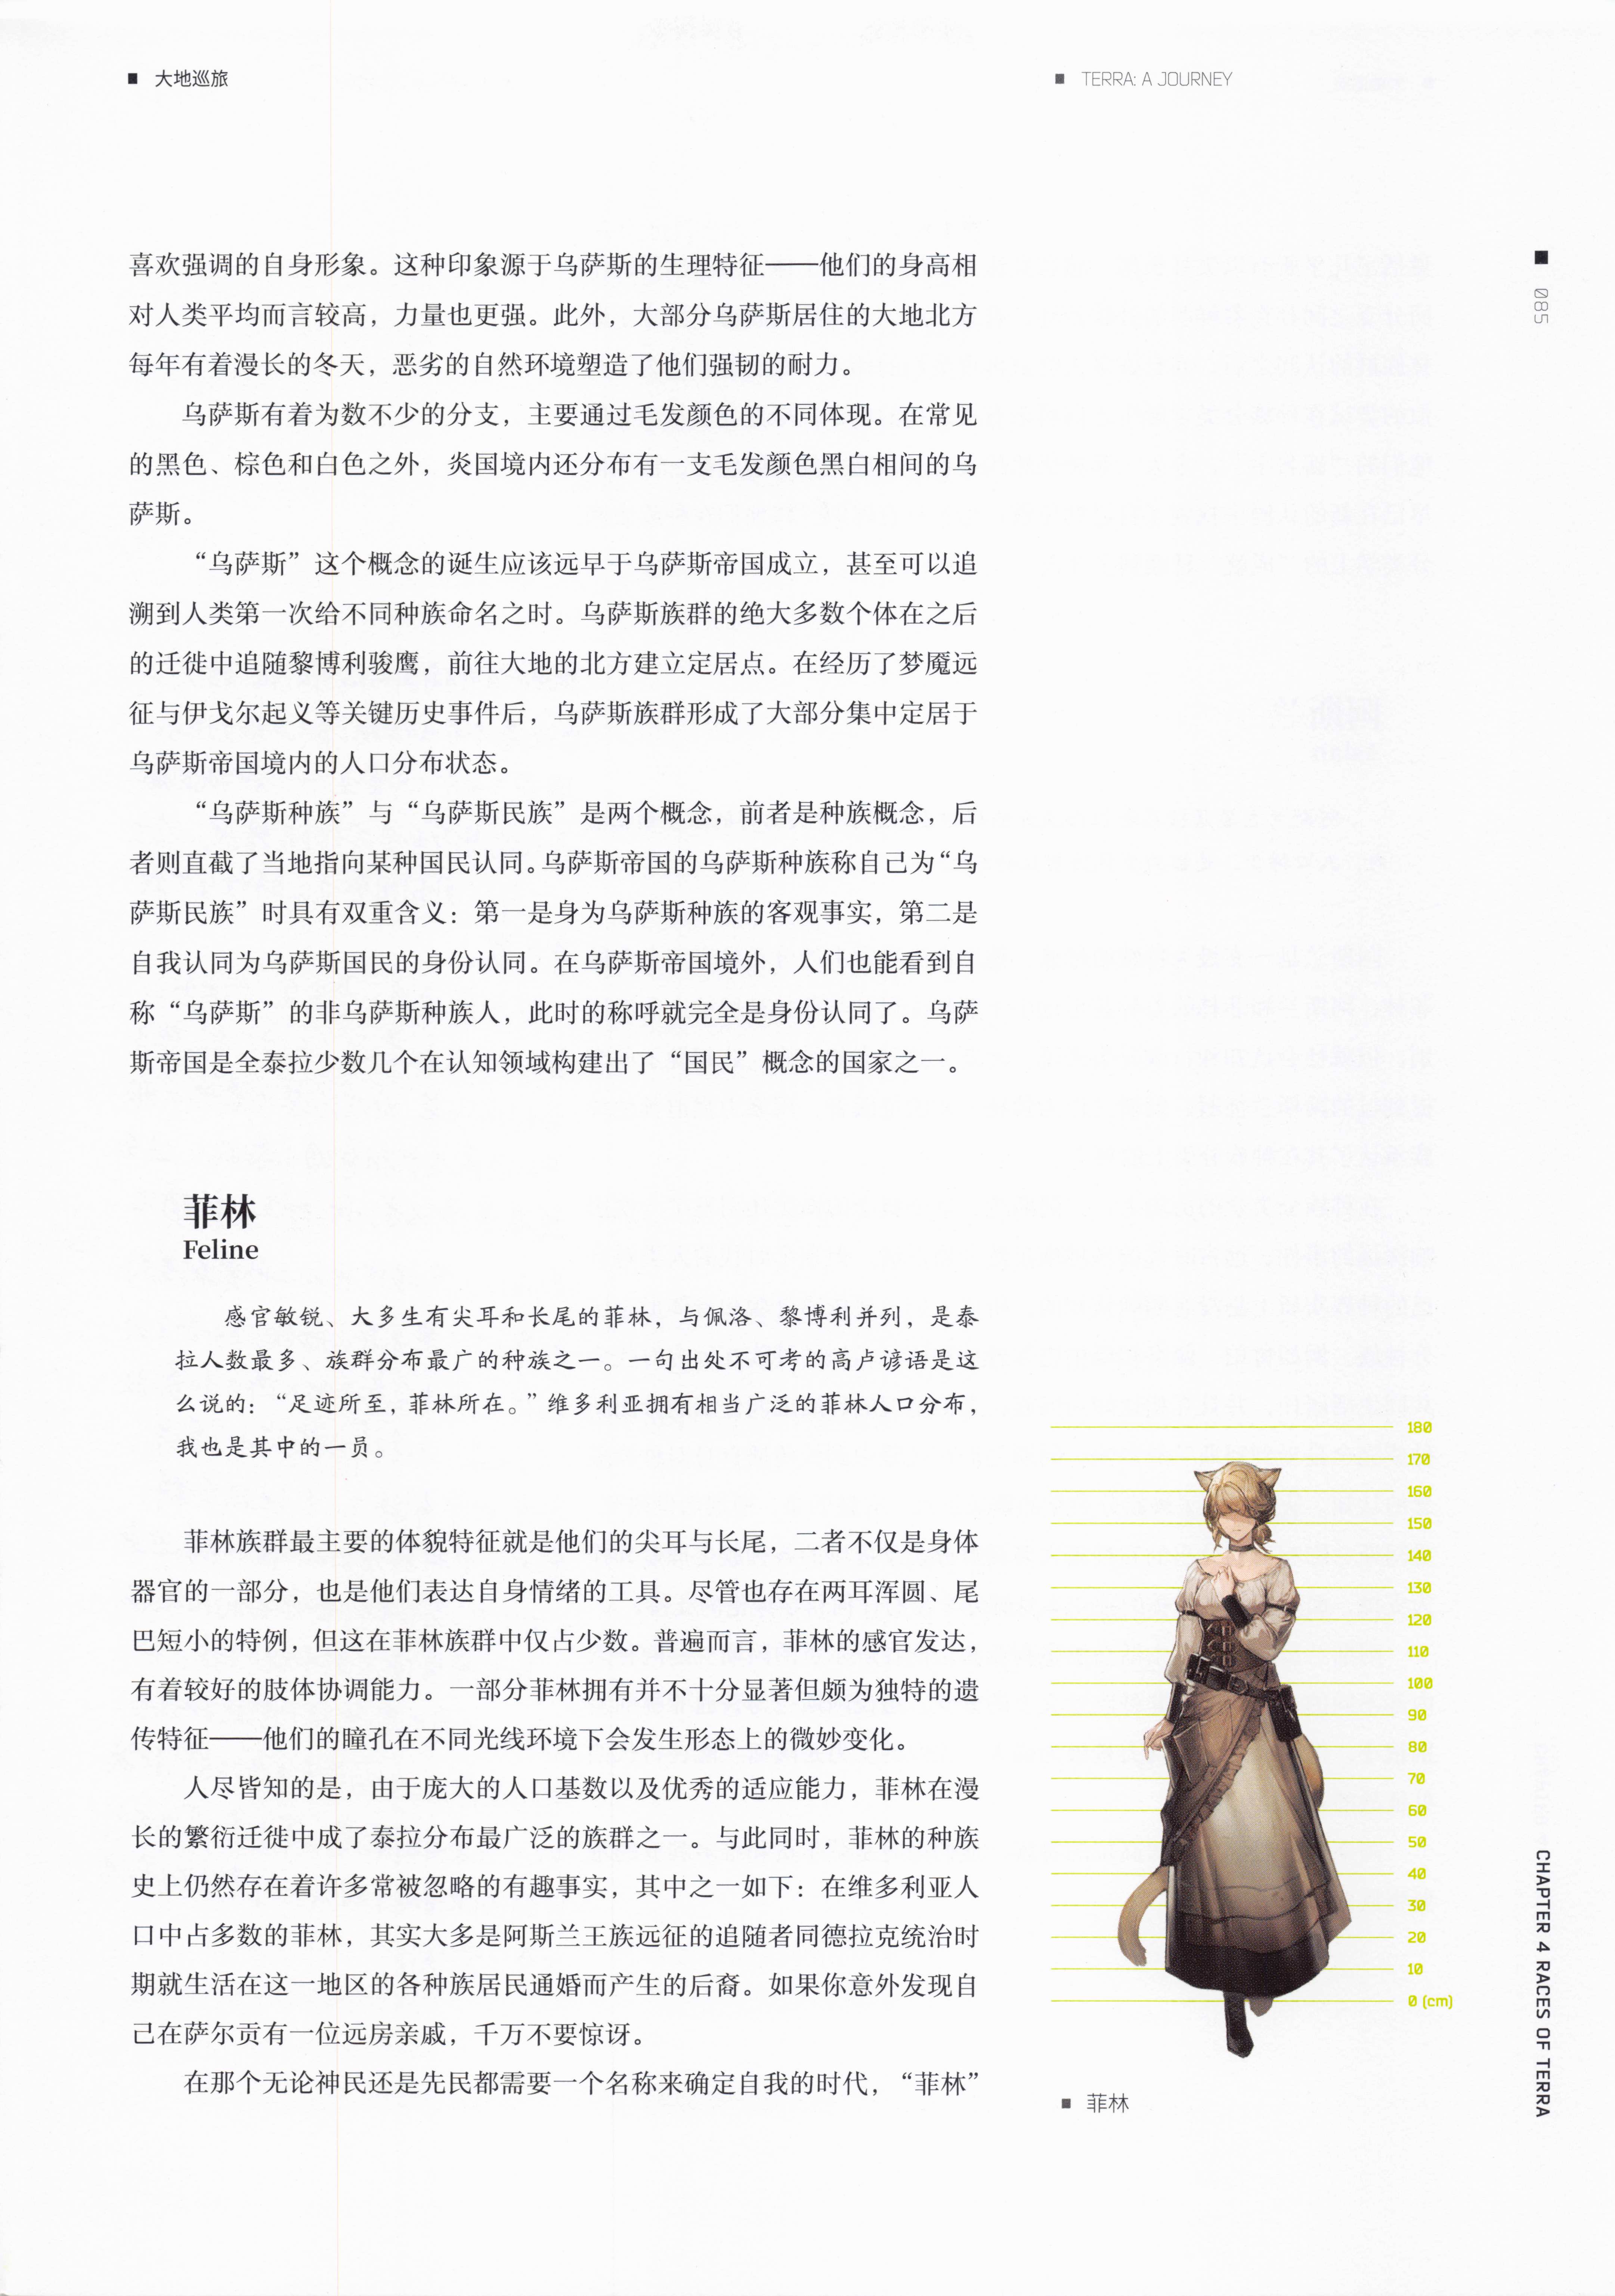 大地巡旅
TERRA: A JOURNEY
085
喜欢强调的自身形象。这种印象源于乌萨斯的生理特征——他们的身高相
对人类平均而言较高，力量也更强。此外，大部分乌萨斯居住的大地北方
每年有着漫长的冬天，恶劣的自然环境塑造了他们强韧的耐力。
乌萨斯有着为数不少的分支，主要通过毛发颜色的不同体现。在常见
的黑色、棕色和白色之外，炎国境内还分布有一支毛发颜色黑白相间的乌
萨斯。
“乌萨斯”这个概念的诞生应该远早于乌萨斯帝国成立，甚至可以追
溯到人类第一次给不同种族命名之时。乌萨斯族群的绝大多数个体在之后
的迁徙中追随黎博利骏鹰，前往大地的北方建立定居点。在经历了梦魇远
征与伊戈尔起义等关键历史事件后，乌萨斯族群形成了大部分集中定居于
乌萨斯帝国境内的人口分布状态。
“乌萨斯种族”与“乌萨斯民族”是两个概念，前者是种族概念，后
者则直截了当地指向某种国民认同。乌萨斯帝国的乌萨斯种族称自己为“乌
萨斯民族”时具有双重含义：第一是身为乌萨斯种族的客观事实，第二是
自我认同为乌萨斯国民的身份认同。在乌萨斯帝国境外，人们也能看到自
称“乌萨斯”的非乌萨斯种族人，此时的称呼就完全是身份认同了。乌萨
斯帝国是全泰拉少数几个在认知领域构建出了“国民”概念的国家之一。
菲林
Feline
感官敏锐、大多生有尖耳和长尾的菲林，与佩洛、黎博利并列，是泰
拉人数最多、族群分布最广的种族之一。一句出处不可考的高卢谚语是这
么说的：“足迹所至，菲林所在。”维多利亚拥有相当广泛的菲林人口分布，
我也是其中的一员。
菲林族群最主要的体貌特征就是他们的尖耳与长尾，二者不仅是身体
器官的一部分，也是他们表达自身情绪的工具。尽管也存在两耳浑圆、尾
巴短小的特例，但这在菲林族群中仅占少数。普遍而言，菲林的感官发达，
有着较好的肢体协调能力。一部分菲林拥有并不十分显著但颇为独特的遗
传特征——他们的瞳孔在不同光线环境下会发生形态上的微妙变化。
人尽皆知的是，由于庞大的人口基数以及优秀的适应能力，菲林在漫
长的繁衍迁徙中成了泰拉分布最广泛的族群之一。与此同时，菲林的种族
史上仍然存在着许多常被忽略的有趣事实，其中之一如下：在维多利亚人
口中占多数的菲林，其实大多是阿斯兰王族远征的追随者同德拉克统治时
期就生活在这一地区的各种族居民通婚而产生的后裔。如果你意外发现自
己在萨尔贡有一位远房亲戚，千万不要惊讶。
在那个无论神民还是先民都需要一个名称来确定自我的时代，“菲林”
180
170
160
150
140
130
120
110
100
90
80
70
60
50
40
30
20
10
0 (cm)
菲林
CHAPTER 4 RACES OF TERRA